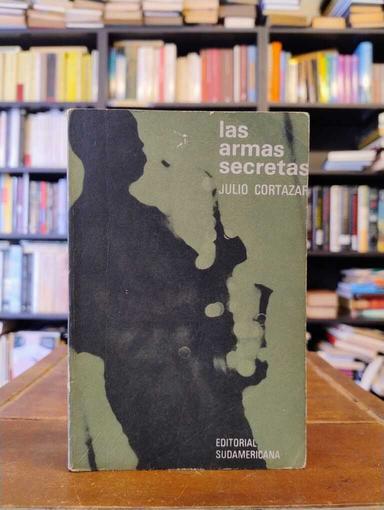 las
armas
secretas
JULIO CORTAZAR
EDITORIAL
SUDAMERICANA